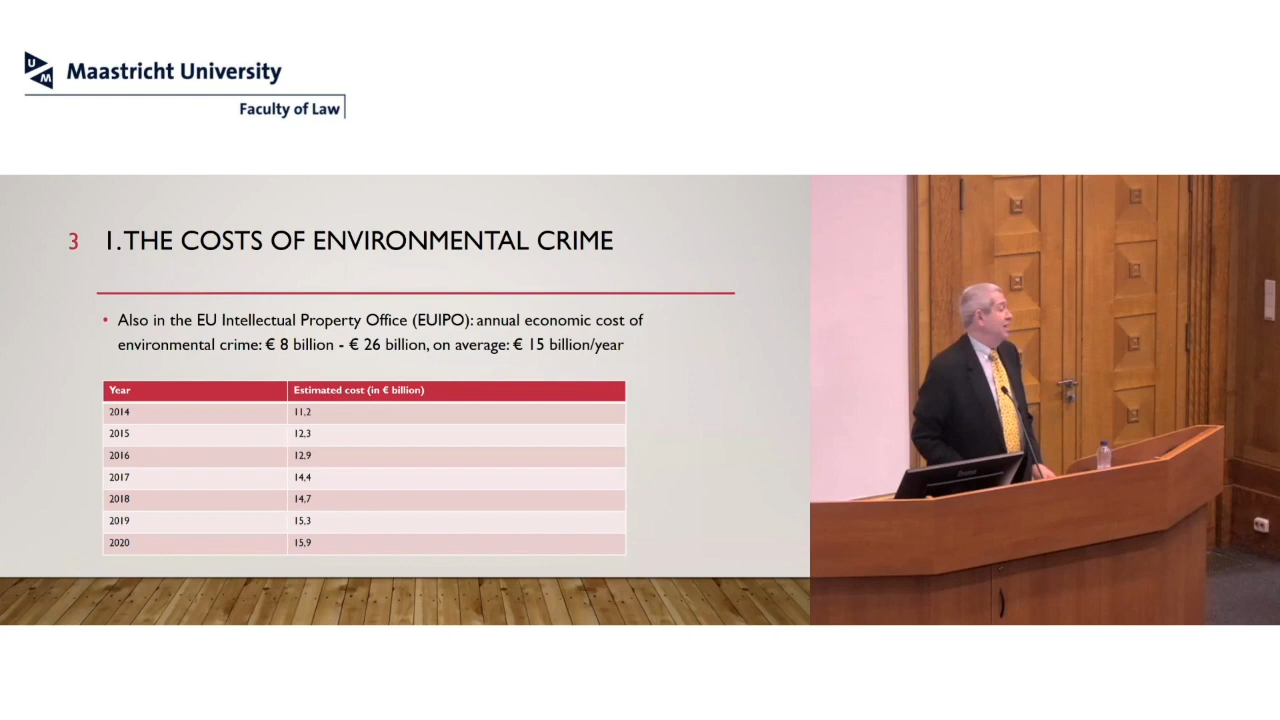 U
M
Maastricht University
Faculty of Law
3 1. THE COSTS OF ENVIRONMENTAL CRIME
• Also in the EU Intellectual Property Office (EUIPO): annual economic cost of
environmental crime: € 8 billion - € 26 billion, on average: € 15 billion/year
Year Estimated cost (in € billion)
2014 11,2
2015 12,3
2016 12,9
2017 14,4
2018 14,7
2019 15,3
2020 15,9